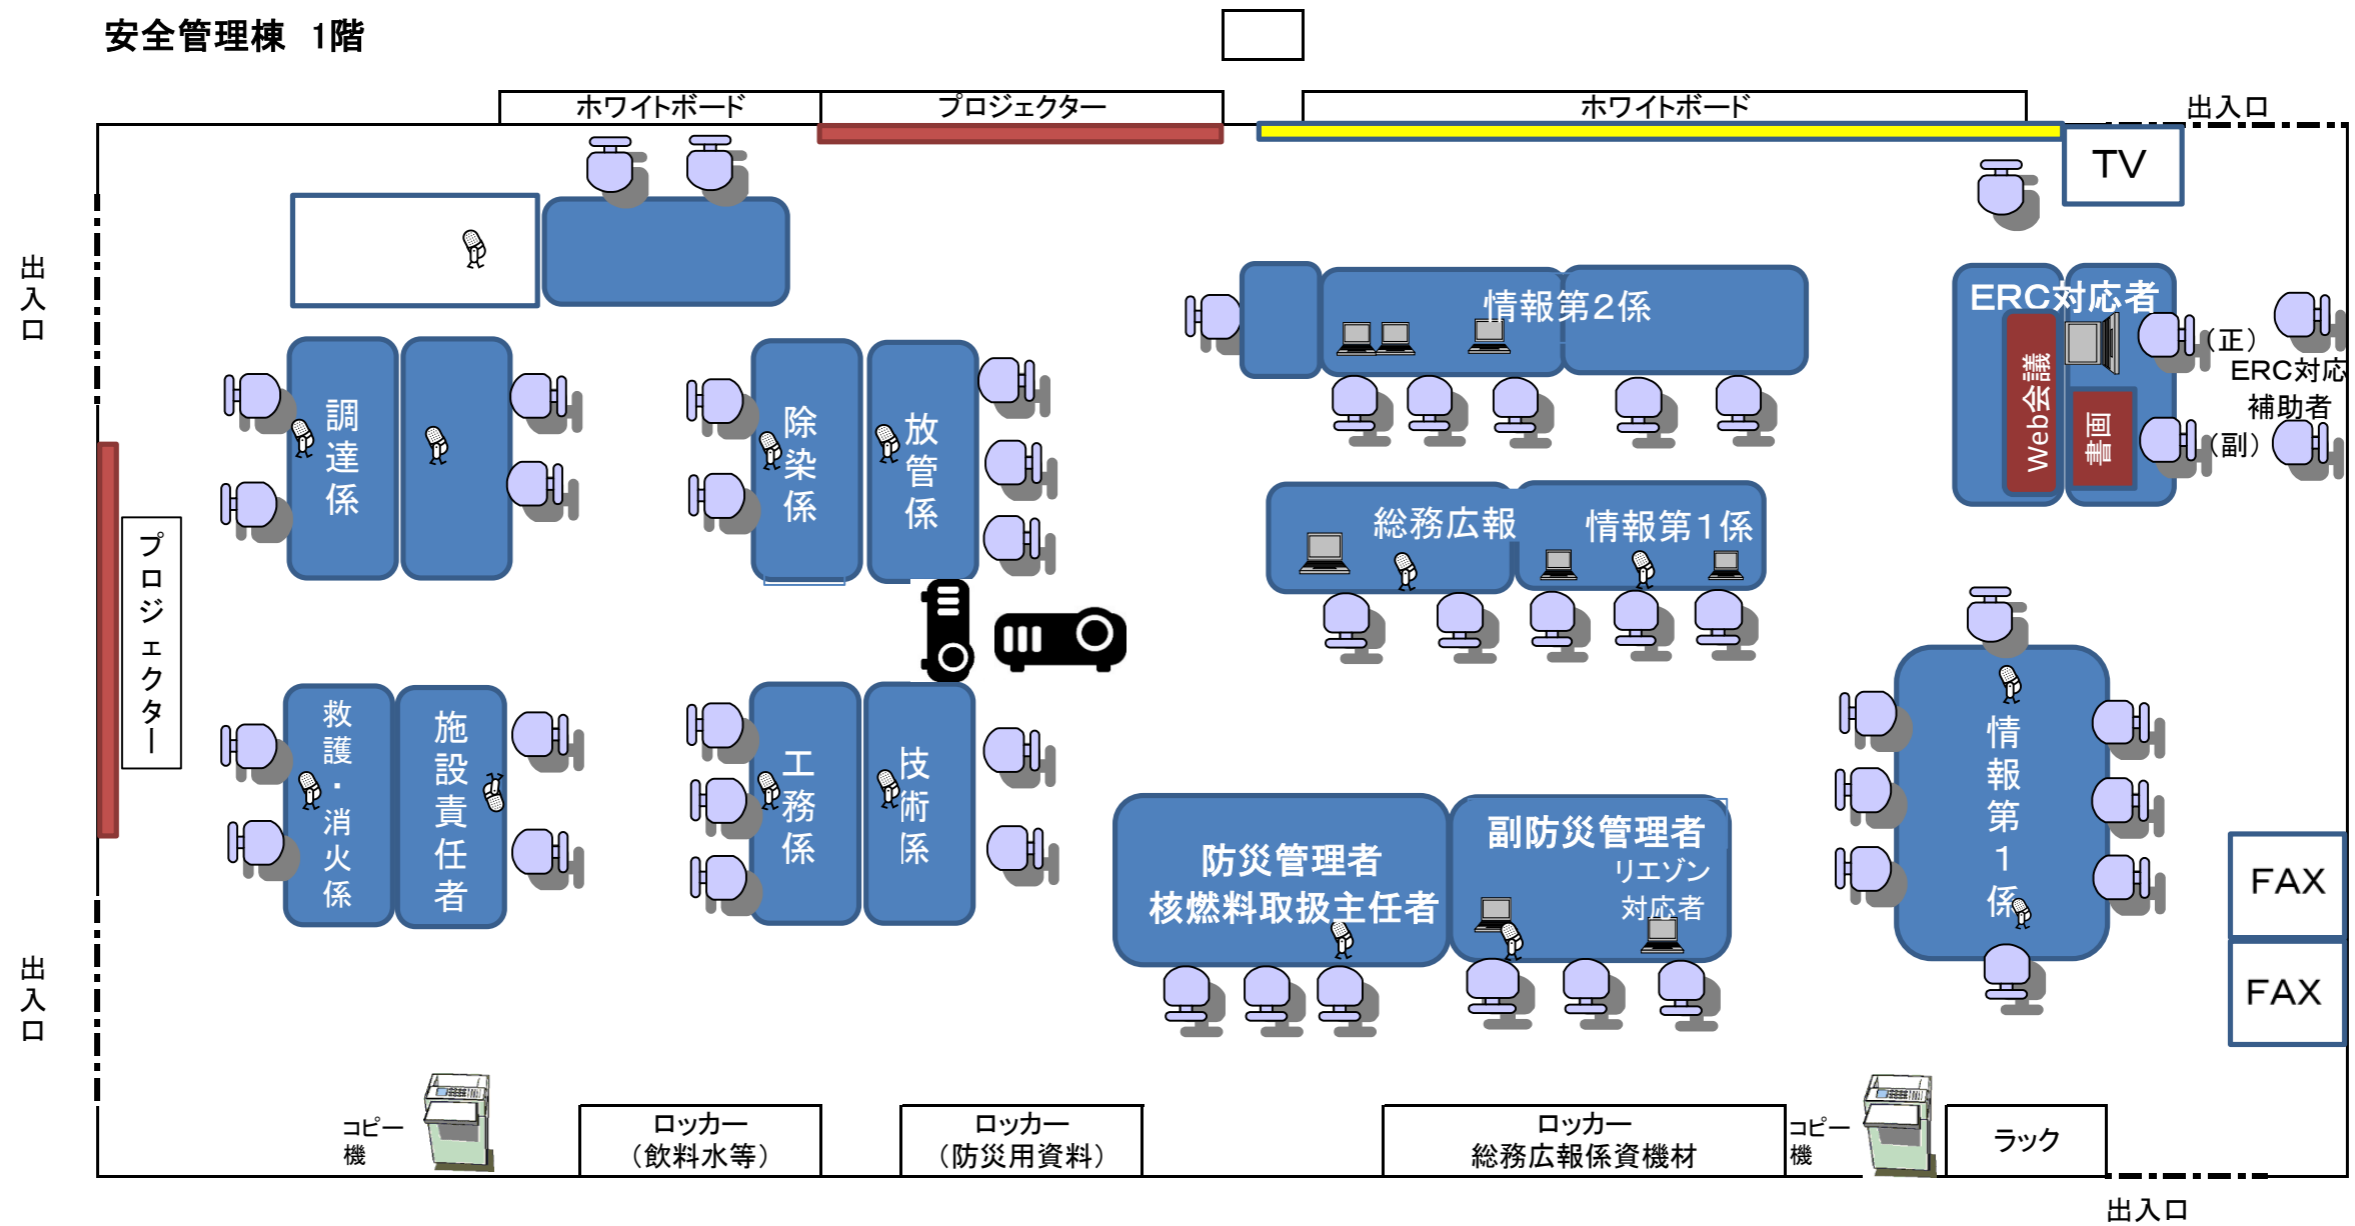 安全管理棟　1階
ホワイトボード
プロジェクター
ホワイトボード
出入口
TV
出入口
情報第2係
ERC対応者
Web会議
書画
（正）
ERC対応
補助者
（副）
調達係
除染係
放管係
総務広報
情報第1係
プロジェクター
救護・消火係
施設責任者
工務係
技術係
情報第1係
防災管理者
核燃料取扱主任者
副防災管理者
リエゾン
対応者
FAX
FAX
出入口
コピー
機
ロッカー
（飲料水等）
ロッカー
（防災用資料）
ロッカー
総務広報係資機材
コピー
機
ラック
出入口